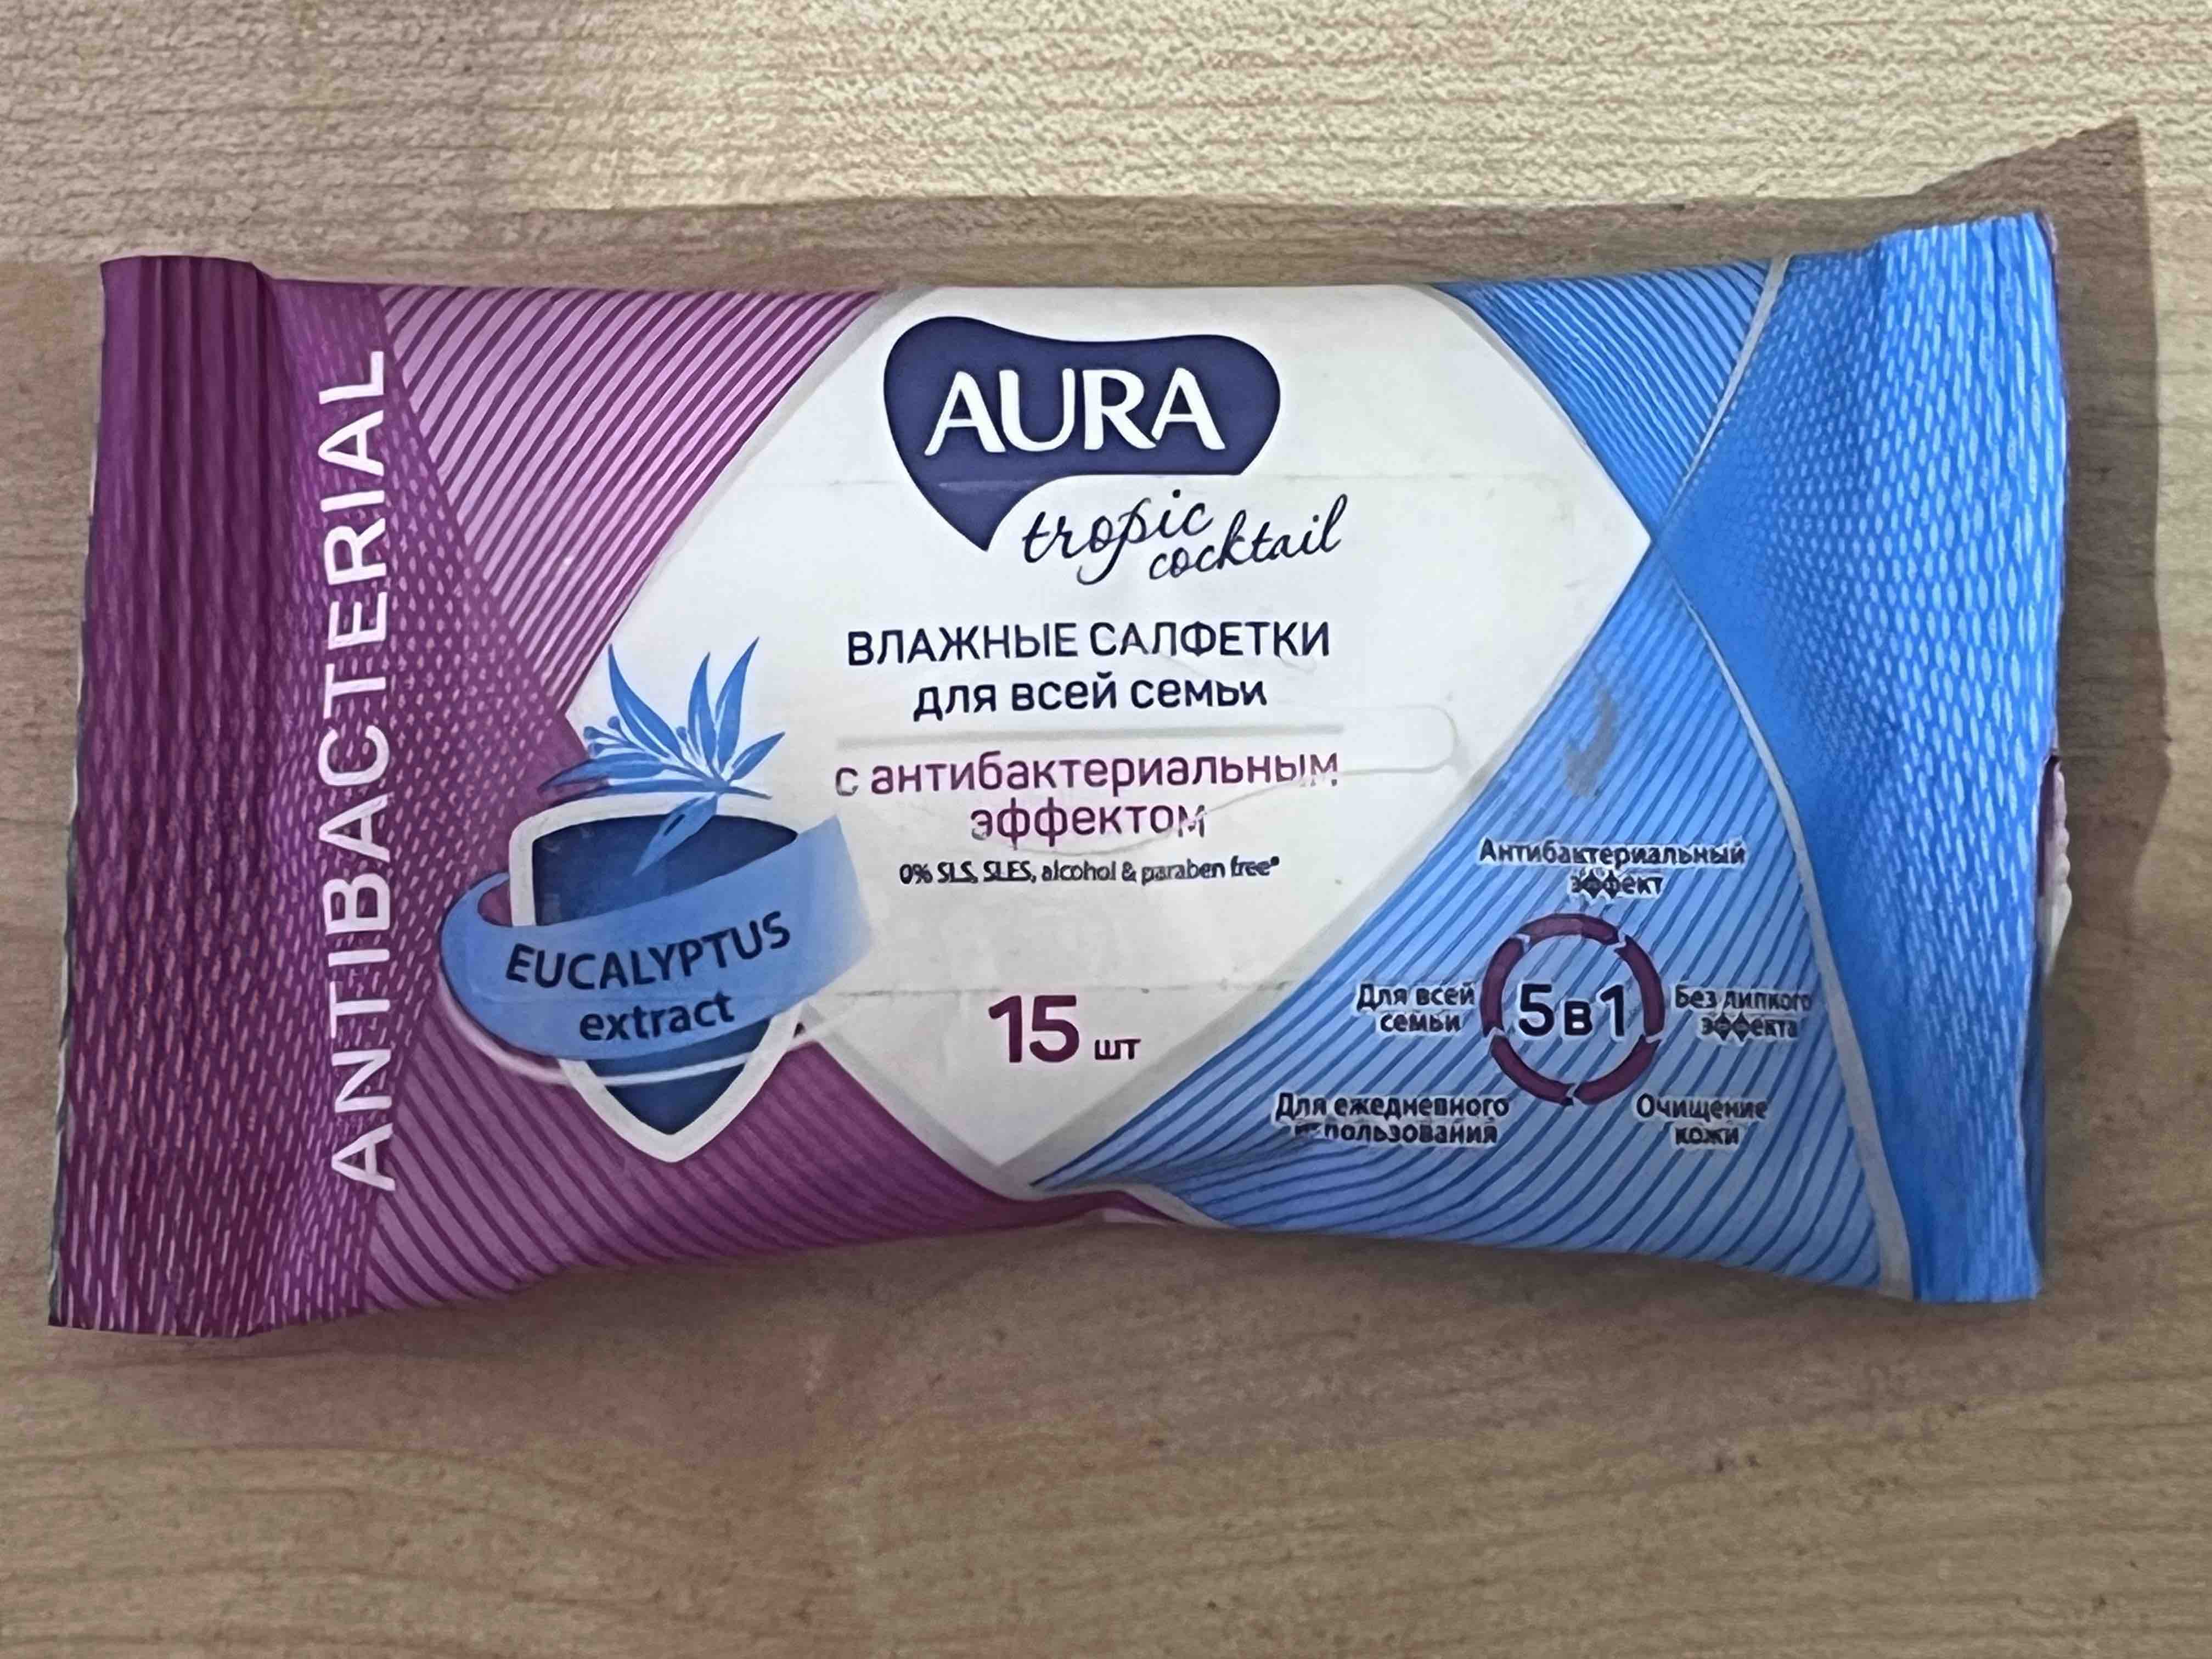 ANTIBACTERIAL
AURA
tropic
cocktail
ВЛАЖНЫЕ САЛФЕТКИ
для всей семьи
с антибактериальным
эффектом
0% SLS, SLES, alcohol & paraben free*
EUCALYPTUS
extract
15 шт
Антибактериальный
эффект
Для всей
семьи
5в1
Без липкого
эффекта
Для ежедневного
использования
Очищение
кожи